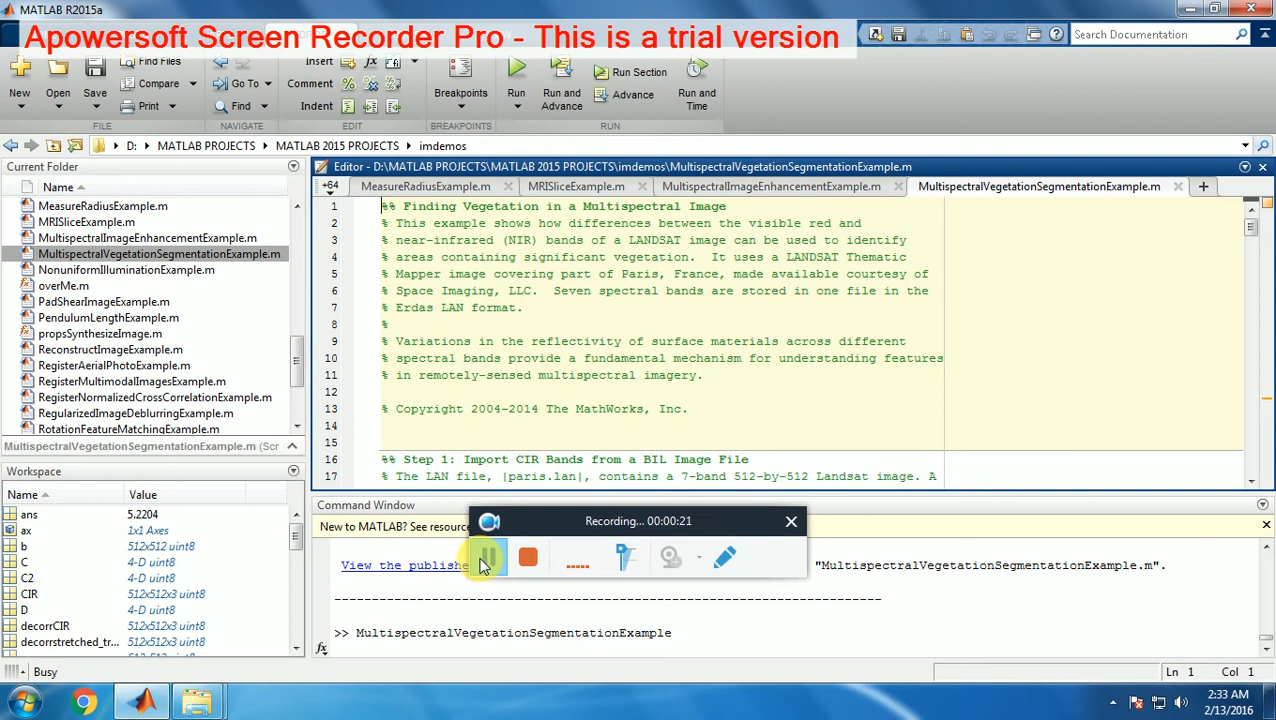 MATLAB R2015a
Apowersoft Screen Recorder Pro - This is a trial version
Search Documentation
New
Open
Save
Find Files
Compare
Print
Go To
Find
Insert
Comment
Indent
fx
Breakpoints
Run
Run and Advance
Run Section
Advance
Run and Time
FILE
NAVIGATE
EDIT
BREAKPOINTS
RUN
D: MATLAB PROJECTS MATLAB 2015 PROJECTS imdemos
Current Folder
Name
MeasureRadiusExample.m
MRISliceExample.m
MultispectralImageEnhancementExample.m
MultispectralVegetationSegmentationExample.m
NonuniformIlluminationExample.m
overMe.m
PadShearImageExample.m
PendulumLengthExample.m
propsSynthesizeImage.m
ReconstructImageExample.m
RegisterAerialPhotoExample.m
RegisterMultimodalImagesExample.m
RegisterNormalizedCrossCorrelationExample.m
RegularizedImageDeblurringExample.m
RotationFeatureMatchingExample.m
MultispectralVegetationSegmentationExample.m (Scr
Workspace
Name Value
ans 5.2204
ax 1x1 Axes
b 512x512 uint8
C 4-D uint8
C2 4-D uint8
CIR 512x512x3 uint8
D 4-D uint8
decorrCIR 512x512x3 uint8
decorrstretched_tr... 512x512x3 uint8
Editor - D:\MATLAB PROJECTS\MATLAB 2015 PROJECTS\imdemos\MultispectralVegetationSegmentationExample.m
+64
MeasureRadiusExample.m
MRISliceExample.m
MultispectralImageEnhancementExample.m
MultispectralVegetationSegmentationExample.m
1 %% Finding Vegetation in a Multispectral Image
2 % This example shows how differences between the visible red and
3 % near-infrared (NIR) bands of a LANDSAT image can be used to identify
4 % areas containing significant vegetation.  It uses a LANDSAT Thematic
5 % Mapper image covering part of Paris, France, made available courtesy of
6 % Space Imaging, LLC.  Seven spectral bands are stored in one file in the
7 % Erdas LAN format.
8 %
9 % Variations in the reflectivity of surface materials across different
10 % spectral bands provide a fundamental mechanism for understanding features
11 % in remotely-sensed multispectral imagery.
12
13 % Copyright 2004-2014 The MathWorks, Inc.
14
15
16 %% Step 1: Import CIR Bands from a BIL Image File
17 % The LAN file, |paris.lan|, contains a 7-band 512-by-512 Landsat image. A
Command Window
New to MATLAB? See resourc
Recording... 00:00:21
View the publishe "MultispectralVegetationSegmentationExample.m".
----------------------------------------------------------------------
>> MultispectralVegetationSegmentationExample
fx
Busy
Ln 1 Col 1
2:33 AM
2/13/2016